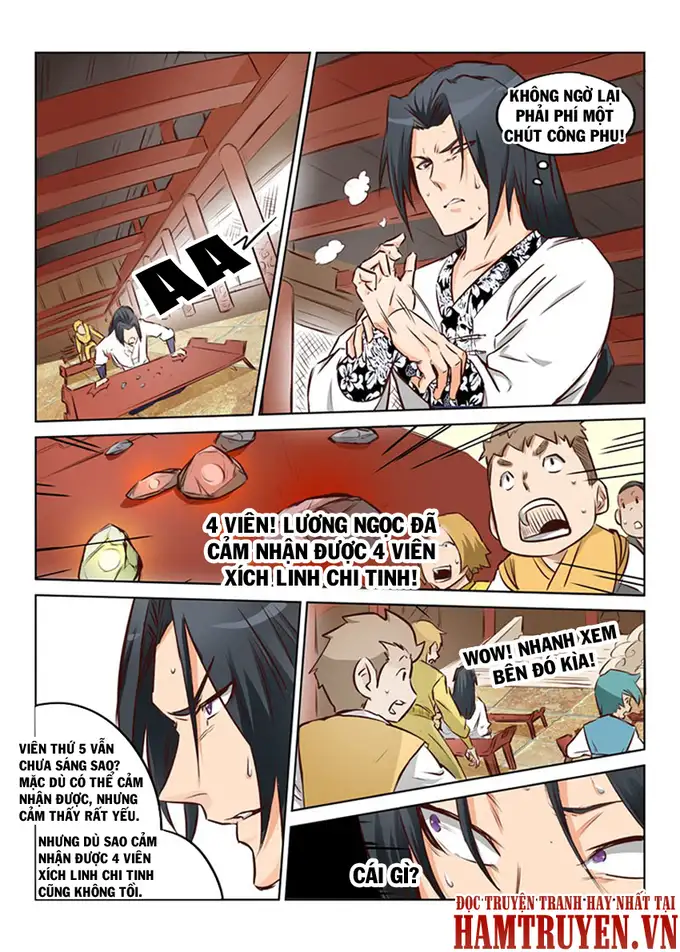 AA
KHÔNG NGỜ LẠI
PHẢI PHÍ MỘT
CHÚT CÔNG PHU!
4 VIÊN! LƯƠNG NGỌC ĐÃ
CẢM NHẬN ĐƯỢC 4 VIÊN
XÍCH LINH CHI TINH!
VIÊN THỨ 5 VẪN
CHƯA SÁNG SAO?
MẶC DÙ CÓ THỂ CẢM
NHẬN ĐƯỢC, NHƯNG
CẢM THẤY RẤT YẾU.
NHƯNG DÙ SAO CẢM
NHẬN ĐƯỢC 4 VIÊN
XÍCH LINH CHI TINH
CŨNG KHÔNG TỒI.
WOW! NHANH XEM
BÊN ĐÓ KÌA!
CÁI GÌ?
ĐỌC TRUYỆN TRANH HAY NHẤT TẠI
HAMTRUYEN.VN